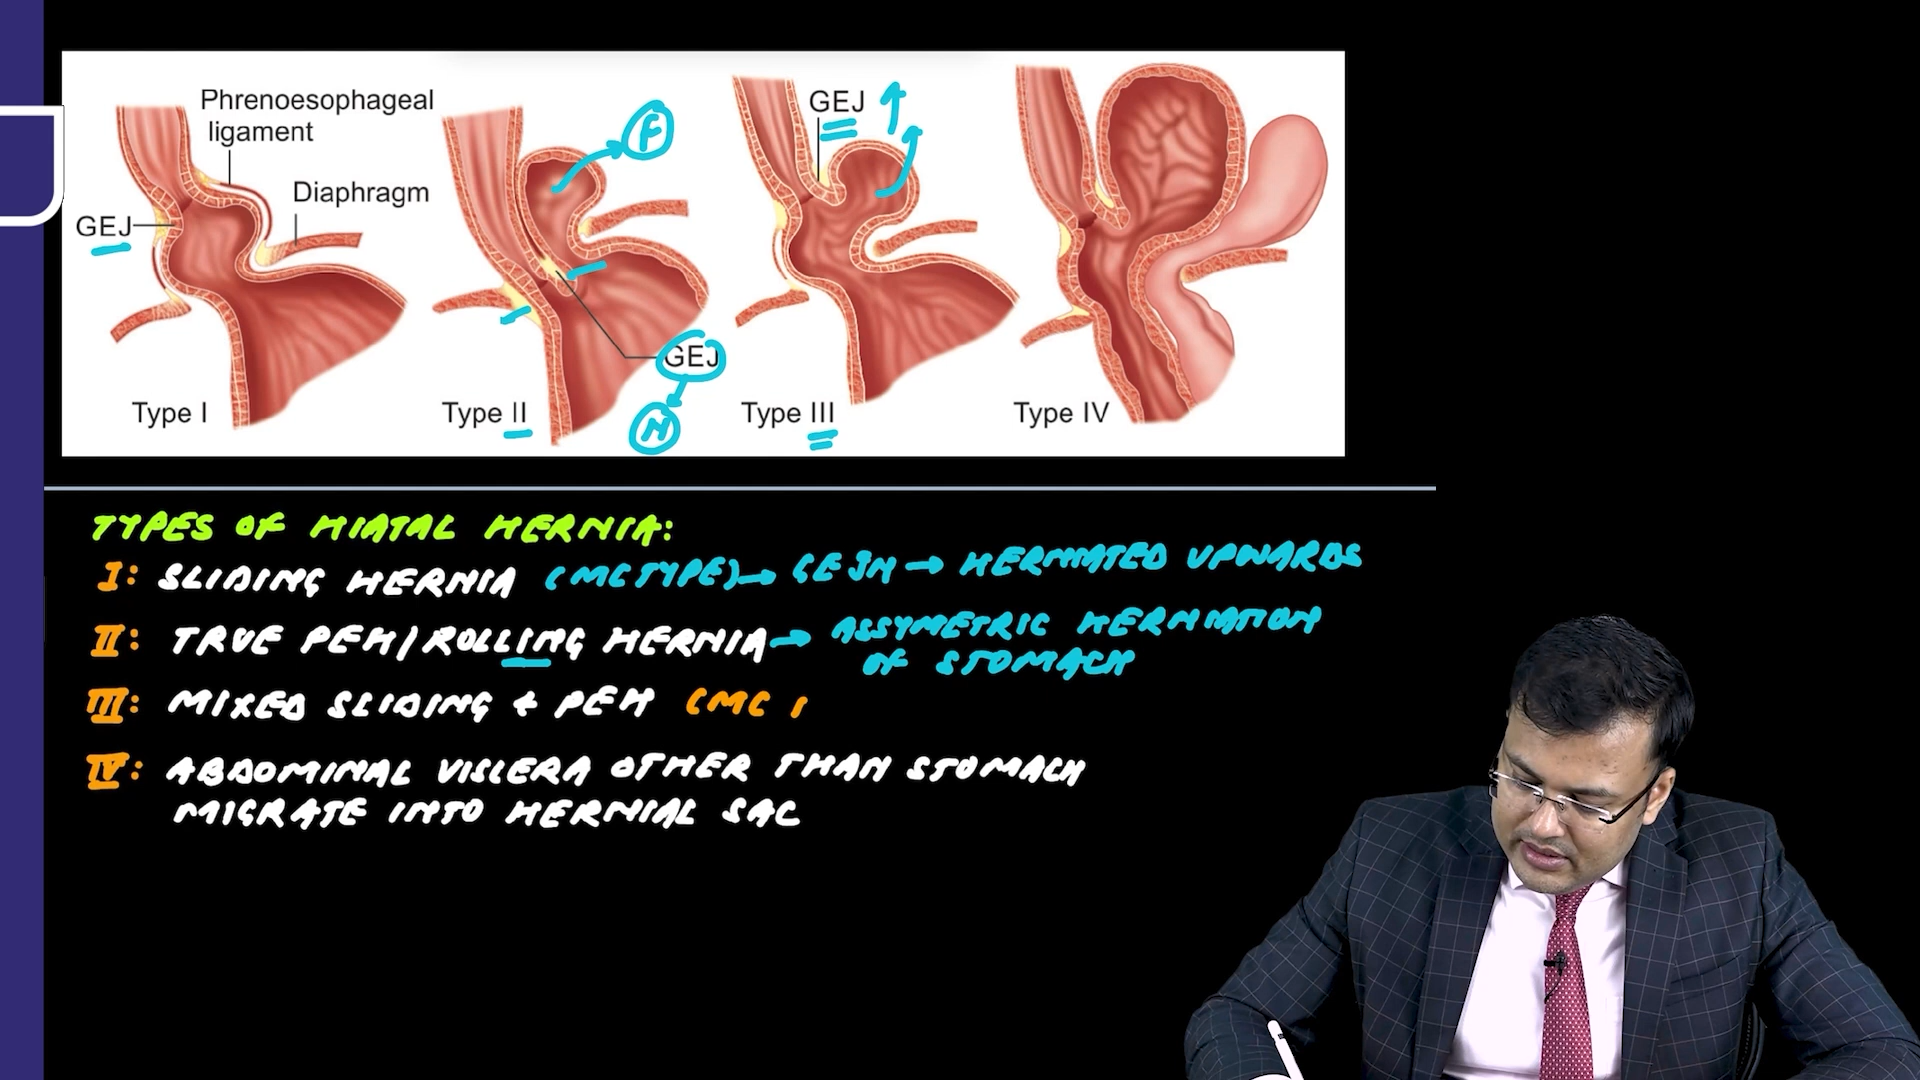 Phrenoesophageal
ligament
Diaphragm
GEJ
Type I
F
GEJ
N
Type II
GEJ
Type III
Type IV
TYPES OF HIATAL HERNIA:
I: SLIDING HERNIA (MC TYPE) → GEJN → HERNIATED UPWARDS
II: TRUE PEH/ROLLING HERNIA → ASSYMETRIC HERNIATION
OF STOMACH
III: MIXED SLIDING + PEH (MC I
IV: ABDOMINAL VISCERA OTHER THAN STOMACH
MIGRATE INTO HERNIAL SAC